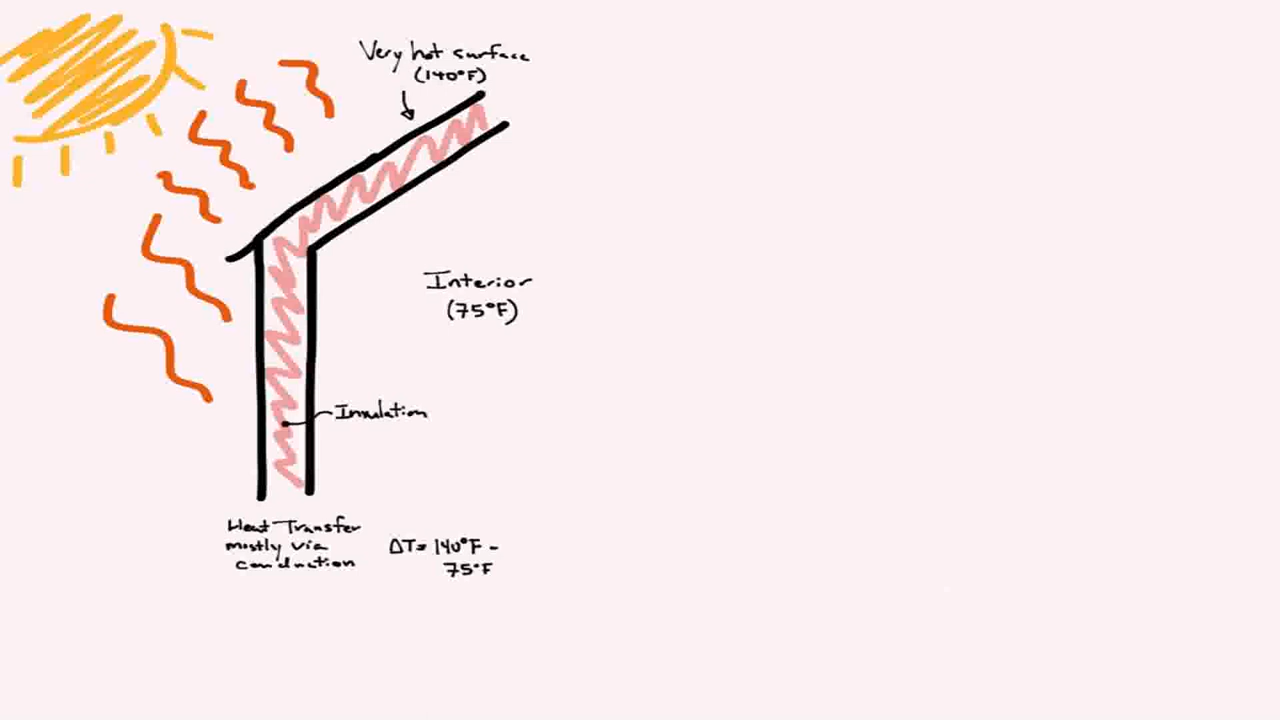 Very hot surface
(140°F)
Interior
(75°F)
Insulation
Heat Transfer
mostly via
conduction
ΔT= 140°F -
75°F